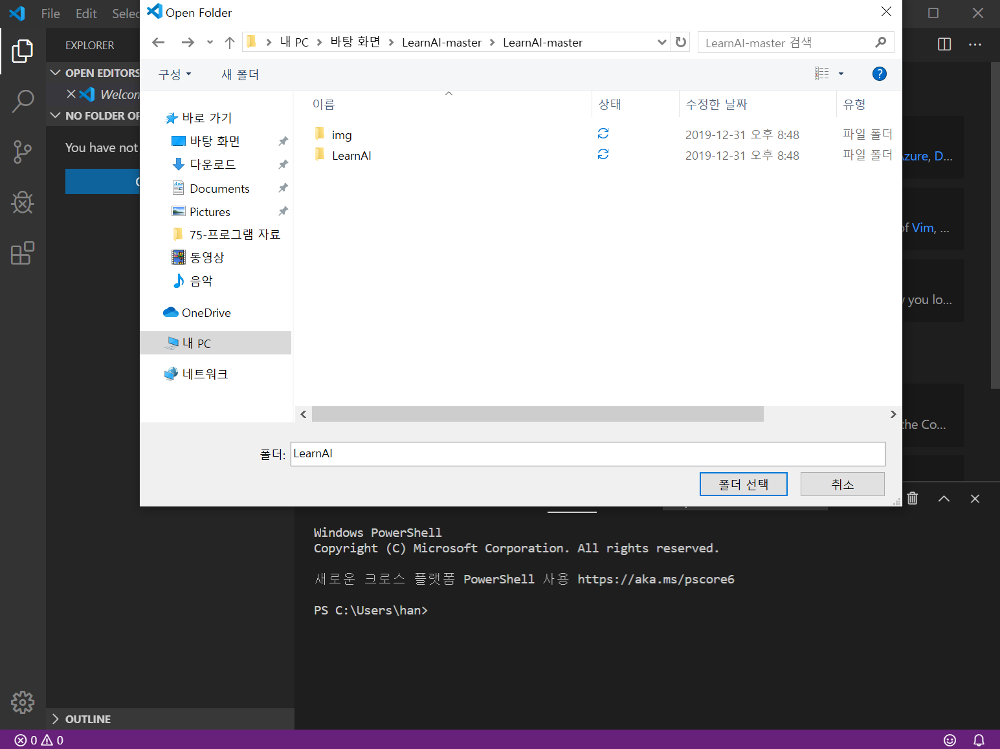 File Edit Selec
Open Folder
EXPLORER
내 PC 바탕 화면 LearnAI-master LearnAI-master
LearnAI-master 검색
구성 새 폴더
OPEN EDITORS
Welcom
NO FOLDER OP
You have not
이름 상태 수정한 날짜 유형
바로 가기
바탕 화면
다운로드
Documents
Pictures
75-프로그램 자료
동영상
음악
OneDrive
내 PC
네트워크
img 2019-12-31 오후 8:48 파일 폴더
LearnAI 2019-12-31 오후 8:48 파일 폴더
Azure, D...
of Vim, ...
y you lo...
the Co...
폴더: LearnAI
폴더 선택 취소
Windows PowerShell
Copyright (C) Microsoft Corporation. All rights reserved.
새로운 크로스 플랫폼 PowerShell 사용 https://aka.ms/pscore6
PS C:\Users\han>
OUTLINE
0 0